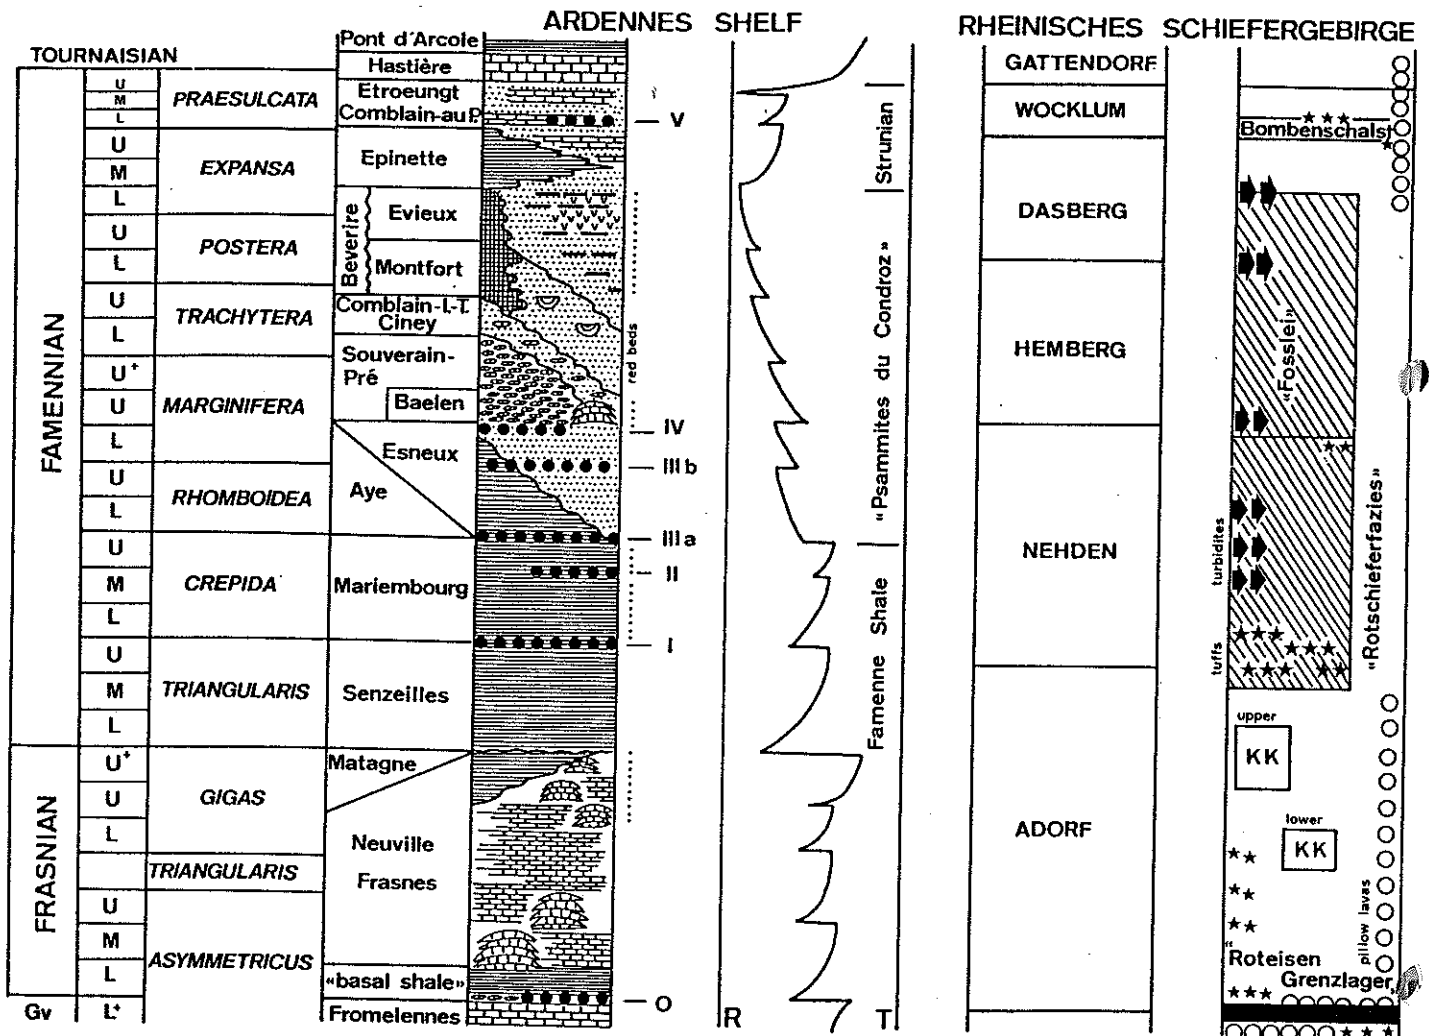 ARDENNES SHELF
RHEINISCHES SCHIEFERGEBIRGE
TOURNAISIAN
FAMENNIAN
FRASNIAN
Gv
U
M
L
U
M
L
U
L
U
L
U+
U
L
U
L
U
M
L
U
M
L
U+
U
L
U
M
L
L+
PRAESULCATA
EXPANSA
POSTERA
TRACHYTERA
MARGINIFERA
RHOMBOIDEA
CREPIDA
TRIANGULARIS
GIGAS
TRIANGULARIS
ASYMMETRICUS
Pont d'Arcole
Hastière
Etroeungt
Comblain-au P.
Epinette
Beverire
Evieux
Montfort
Comblain-l.-T.
Ciney
Souverain-
Pré
Baelen
Esneux
Aye
Mariembourg
Senzeilles
Matagne
Neuville
Frasnes
«basal shale»
Fromelennes
red beds
V
IV
III b
III a
II
I
O
R
T
Strunian
"Psammites du Condroz"
Famenne Shale
GATTENDORF
WOCKLUM
DASBERG
HEMBERG
NEHDEN
ADORF
Bombenschalst.
"Fosslei"
"Rotschieferfazies"
turbidites
tuffs
upper
KK
lower
KK
pillow lavas
"
Roteisen
Grenzlager"